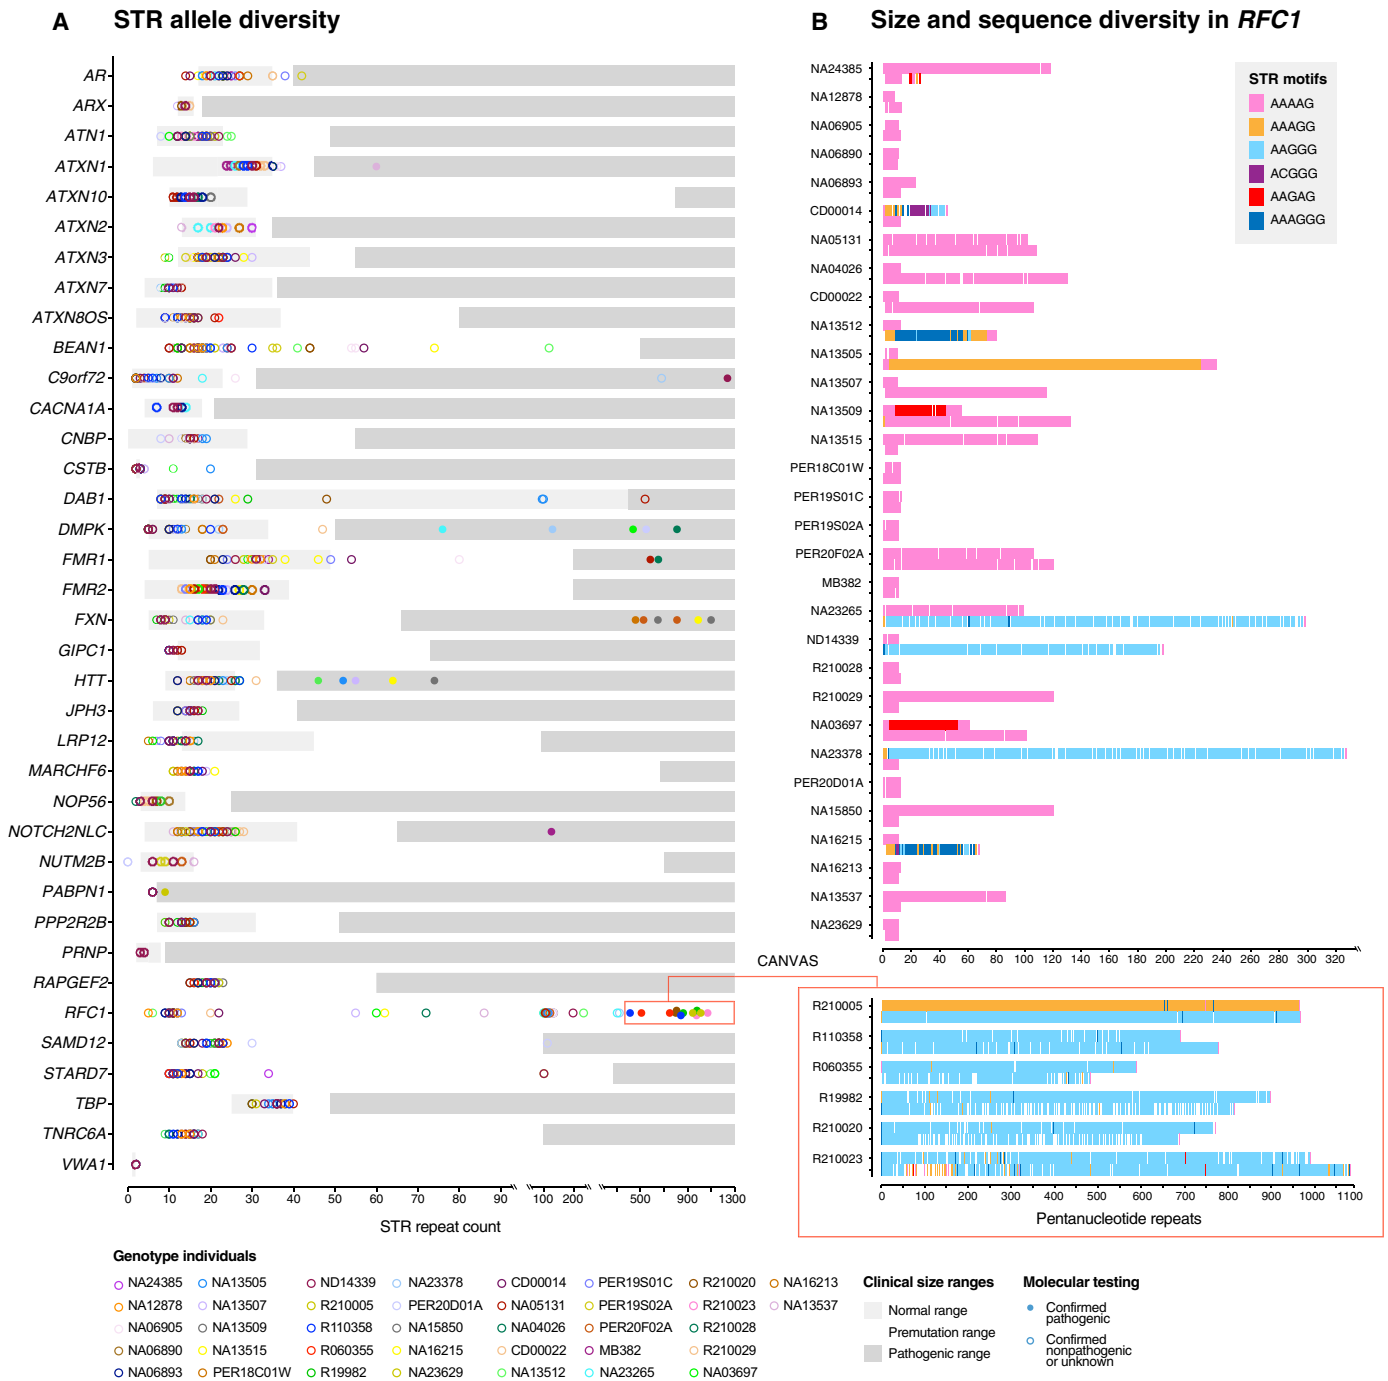 A STR allele diversity
AR
ARX
ATN1
ATXN1
ATXN10
ATXN2
ATXN3
ATXN7
ATXN8OS
BEAN1
C9orf72
CACNA1A
CNBP
CSTB
DAB1
DMPK
FMR1
FMR2
FXN
GIPC1
HTT
JPH3
LRP12
MARCHF6
NOP56
NOTCH2NLC
NUTM2B
PABPN1
PPP2R2B
PRNP
RAPGEF2
RFC1
SAMD12
STARD7
TBP
TNRC6A
VWA1
0 10 20 30 40 50 60 70 80 90 100 200 500 900 1300
STR repeat count
B Size and sequence diversity in RFC1
NA24385
NA12878
NA06905
NA06890
NA06893
CD00014
NA05131
NA04026
CD00022
NA13512
NA13505
NA13507
NA13509
NA13515
PER18C01W
PER19S01C
PER19S02A
PER20F02A
MB382
NA23265
ND14339
R210028
R210029
NA03697
NA23378
PER20D01A
NA15850
NA16215
NA16213
NA13537
NA23629
0 20 40 60 80 100 120 140 160 180 200 220 240 260 280 300 320
STR motifs
AAAAG
AAAGG
AAGGG
ACGGG
AAGAG
AAAGGG
CANVAS
R210005
R110358
R060355
R19982
R210020
R210023
0 100 200 300 400 500 600 700 800 900 1000 1100
Pentanucleotide repeats
Genotype individuals
NA24385 NA13505 ND14339 NA23378 CD00014 PER19S01C R210020 NA16213
NA12878 NA13507 R210005 PER20D01A NA05131 PER19S02A R210023 NA13537
NA06905 NA13509 R110358 NA15850 NA04026 PER20F02A R210028
NA06890 NA13515 R060355 NA16215 CD00022 MB382 R210029
NA06893 PER18C01W R19982 NA23629 NA13512 NA23265 NA03697
Clinical size ranges
Normal range
Premutation range
Pathogenic range
Molecular testing
Confirmed
pathogenic
Confirmed
nonpathogenic
or unknown